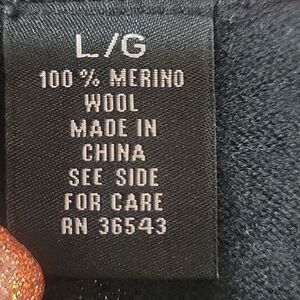 L/G
100 % MERINO
WOOL
MADE IN
CHINA
SEE SIDE
FOR CARE
RN 36543